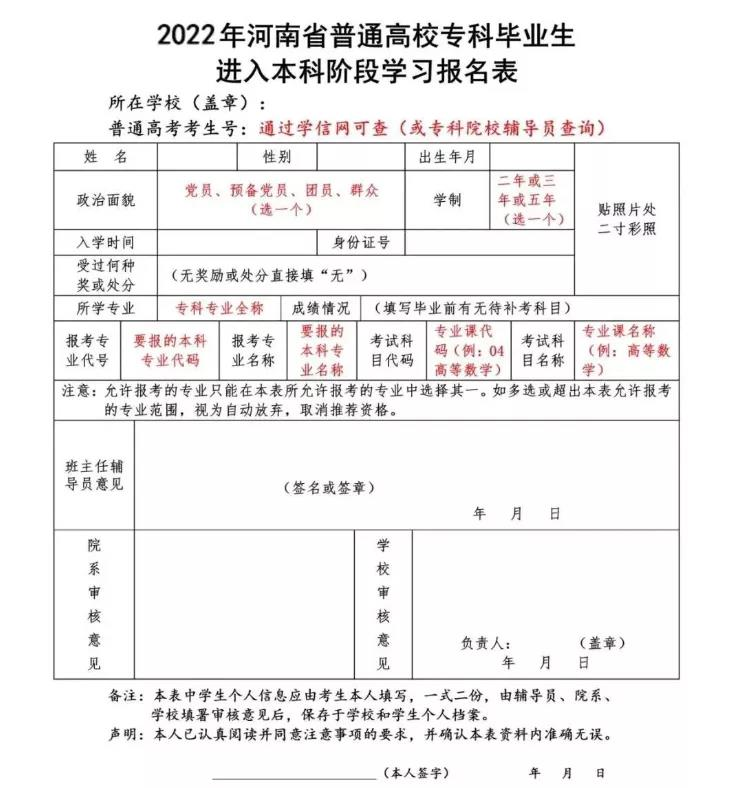 2022年河南省普通高校专科毕业生
进入本科阶段学习报名表
所在学校（盖章）：
普通高考考生号：通过学信网可查（或专科院校辅导员查询）
姓 名
性别
出生年月
贴照片处
二寸彩照
政治面貌
党员、预备党员、团员、群众
（选一个）
学制
二年或三
年或五年
（选一个）
入学时间
身份证号
受过何种
奖或处分
（无奖励或处分直接填“无”）
所学专业
专科专业全称
成绩情况
（填写毕业前有无待补考科目）
报考专
业代号
要报的本科
专业代码
报考专
业名称
要报的
本科专
业名称
考试科
目代码
专业课代
码（例：04
高等数学）
考试科
目名称
专业课名称
（例：高等数
学）
注意：允许报考的专业只能在本表所允许报考的专业中选择其一。如多选或超出本表允许报考
的专业范围，视为自动放弃，取消推荐资格。
班主任辅
导员意见
（签名或签章）
年 月 日
院
系
审
核
意
见
学
校
审
核
意
见
负责人： （盖章）
年 月 日
备注：本表中学生个人信息应由考生本人填写，一式二份，由辅导员、院系、
学校填署审核意见后，保存于学校和学生个人档案。
声明：本人已认真阅读并同意注意事项的要求，并确认本表资料内准确无误。
（本人签字） 年 月 日